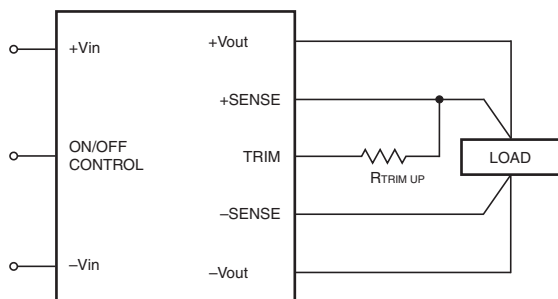 +Vin
+Vout
+SENSE
ON/OFF
CONTROL
TRIM
RTRIM UP
LOAD
–SENSE
–Vin
–Vout